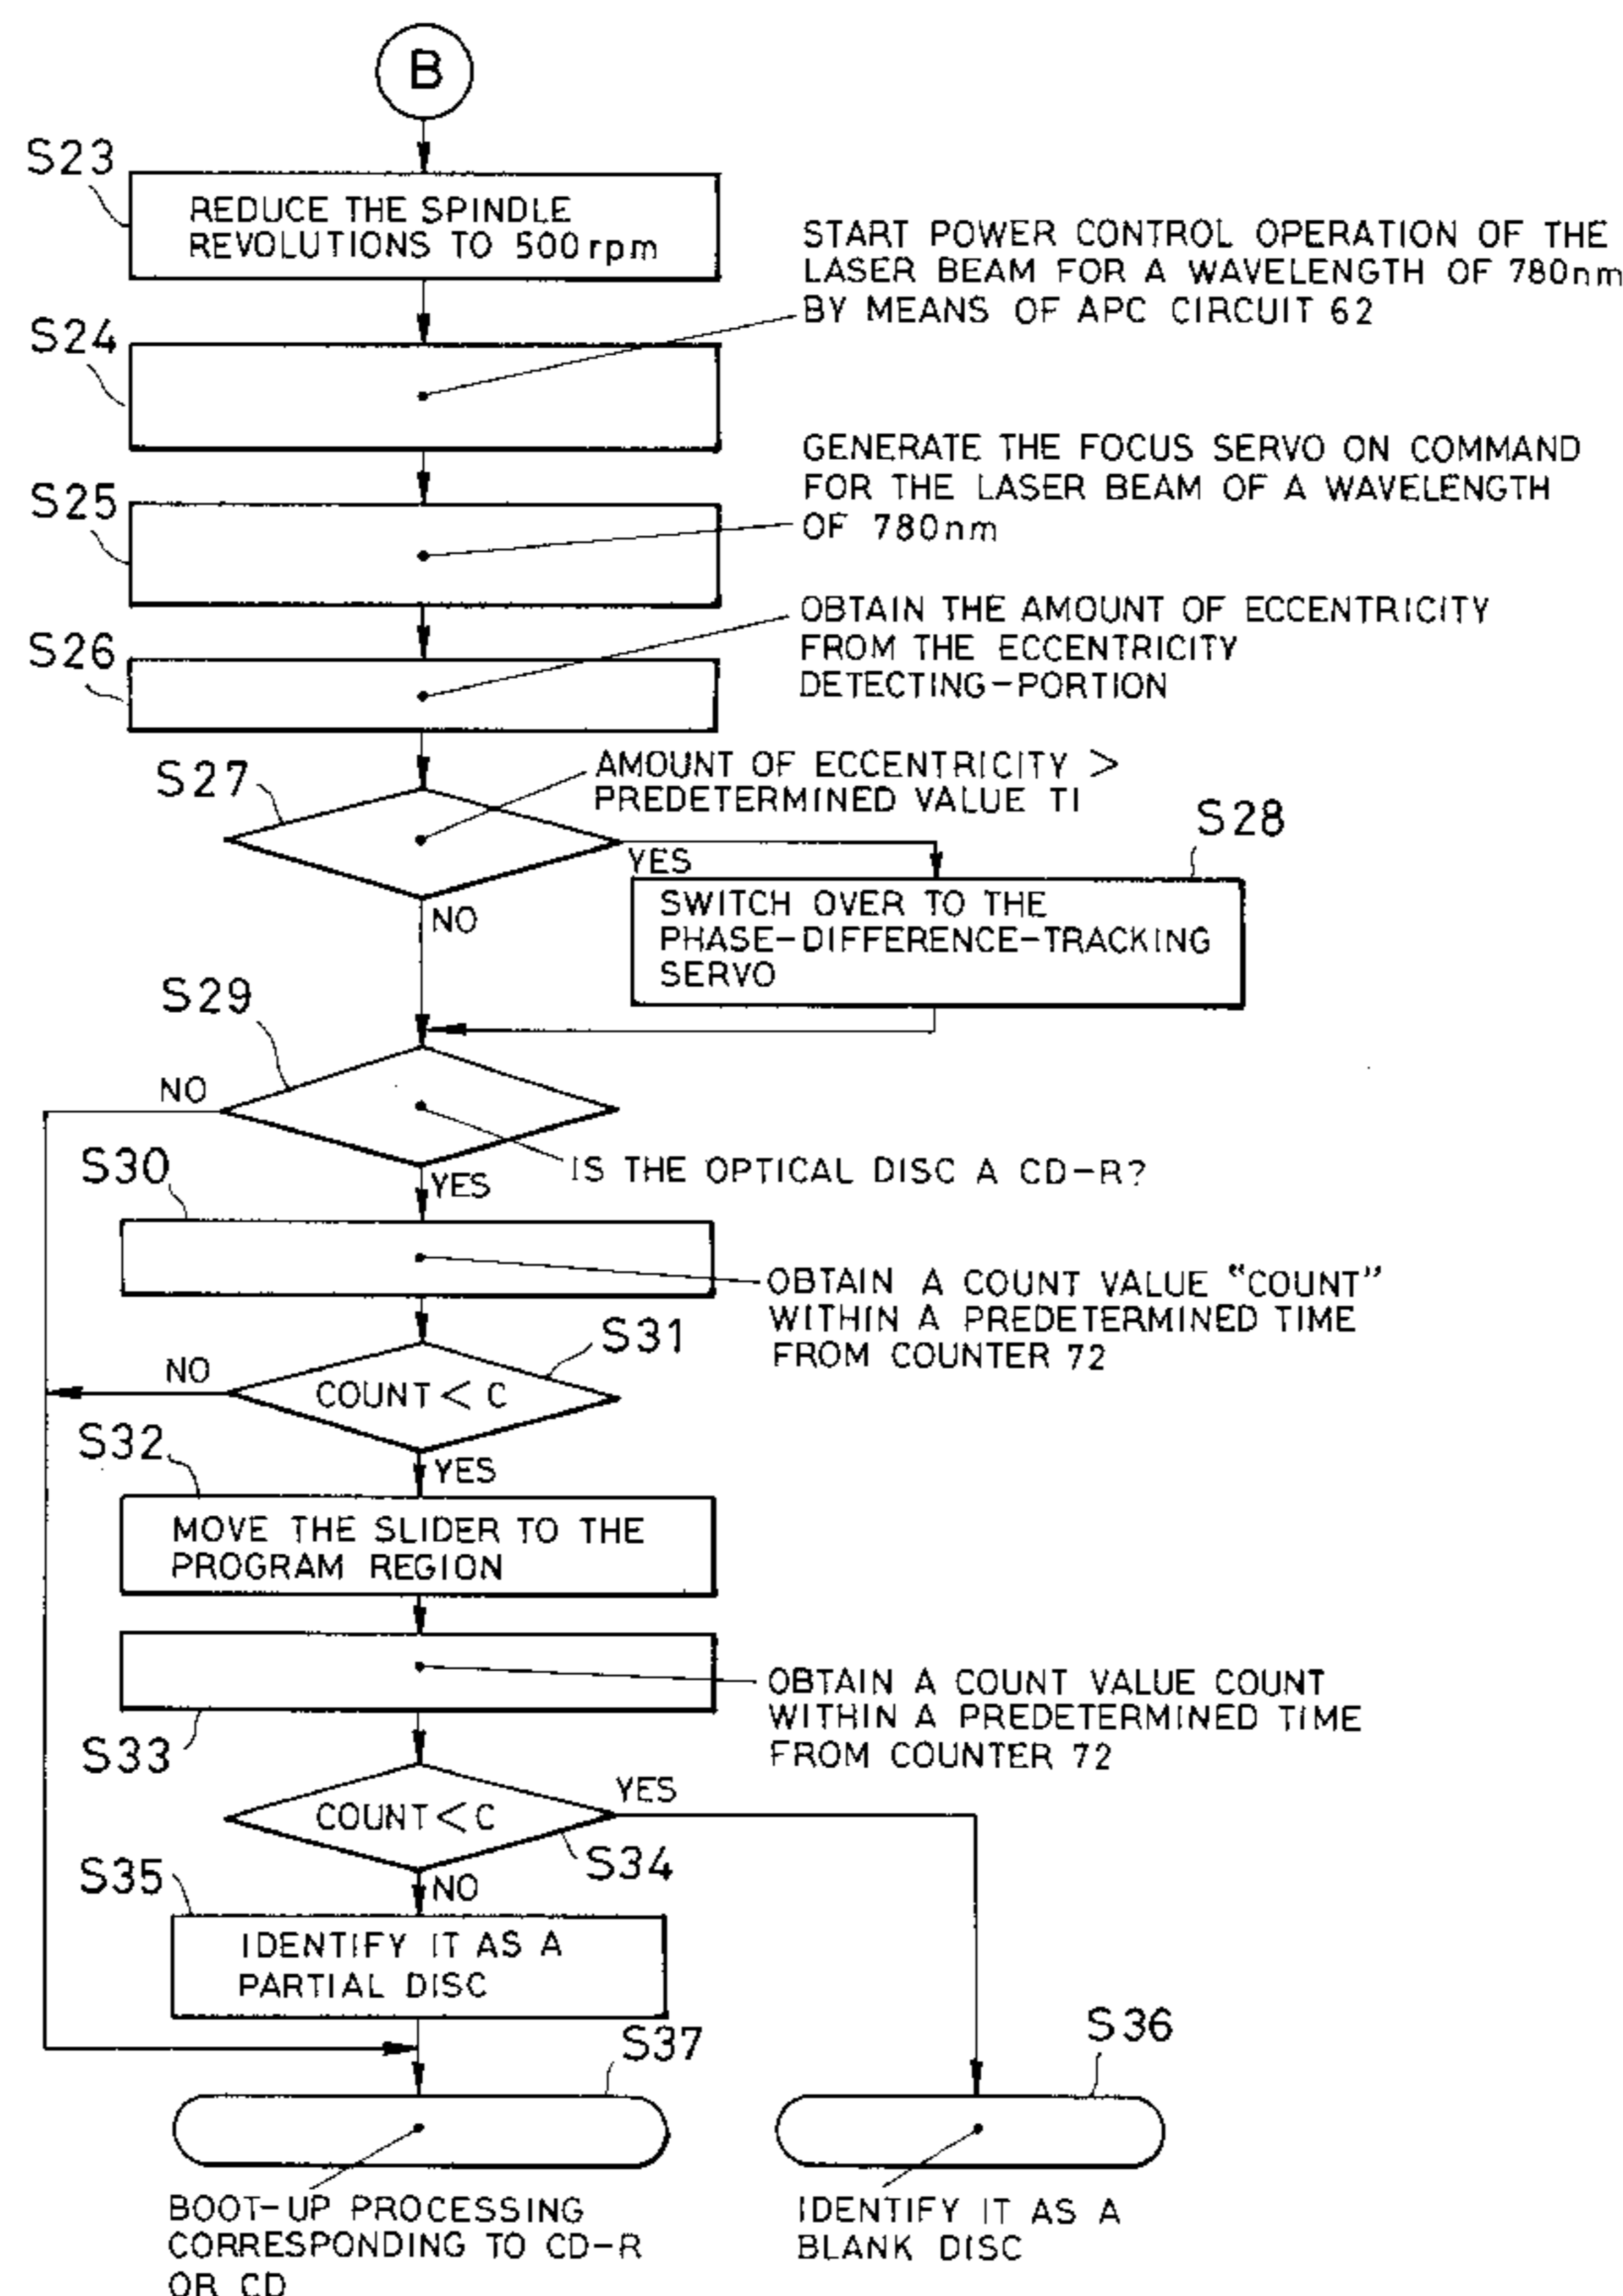 B
S23
REDUCE THE SPINDLE
REVOLUTIONS TO 500rpm
START POWER CONTROL OPERATION OF THE
LASER BEAM FOR A WAVELENGTH OF 780nm
BY MEANS OF APC CIRCUIT 62
S24
GENERATE THE FOCUS SERVO ON COMMAND
FOR THE LASER BEAM OF A WAVELENGTH
OF 780nm
S25
OBTAIN THE AMOUNT OF ECCENTRICITY
FROM THE ECCENTRICITY
DETECTING-PORTION
S26
S27
AMOUNT OF ECCENTRICITY >
PREDETERMINED VALUE T1
YES
NO
S28
SWITCH OVER TO THE
PHASE-DIFFERENCE-TRACKING
SERVO
S29
NO
IS THE OPTICAL DISC A CD-R?
YES
S30
OBTAIN A COUNT VALUE "COUNT"
WITHIN A PREDETERMINED TIME
FROM COUNTER 72
S31
NO
COUNT < C
YES
S32
MOVE THE SLIDER TO THE
PROGRAM REGION
S33
OBTAIN A COUNT VALUE COUNT
WITHIN A PREDETERMINED TIME
FROM COUNTER 72
YES
COUNT < C
S34
NO
S35
IDENTIFY IT AS A
PARTIAL DISC
S37
S36
BOOT-UP PROCESSING
CORRESPONDING TO CD-R
OR CD
IDENTIFY IT AS A
BLANK DISC